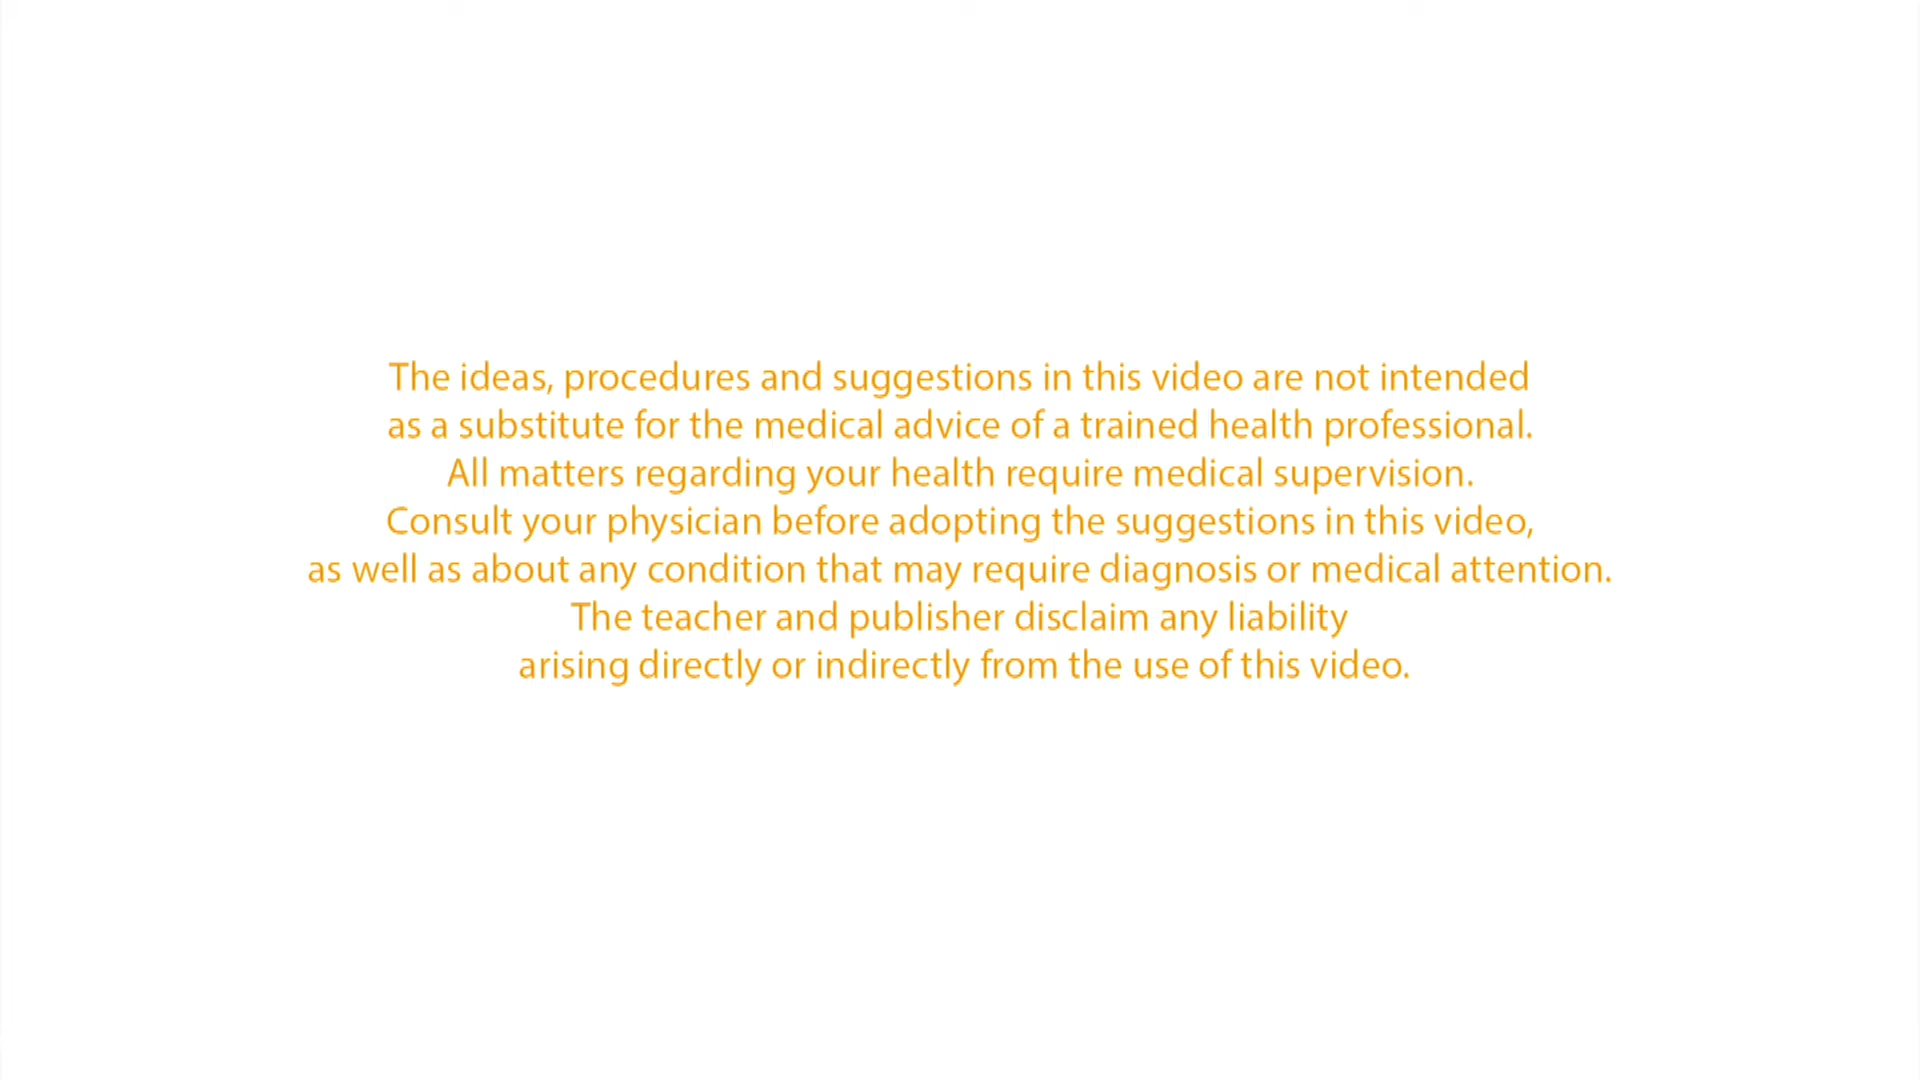 The ideas, procedures and suggestions in this video are not intended
as a substitute for the medical advice of a trained health professional.
All matters regarding your health require medical supervision.
Consult your physician before adopting the suggestions in this video,
as well as about any condition that may require diagnosis or medical attention.
The teacher and publisher disclaim any liability
arising directly or indirectly from the use of this video.